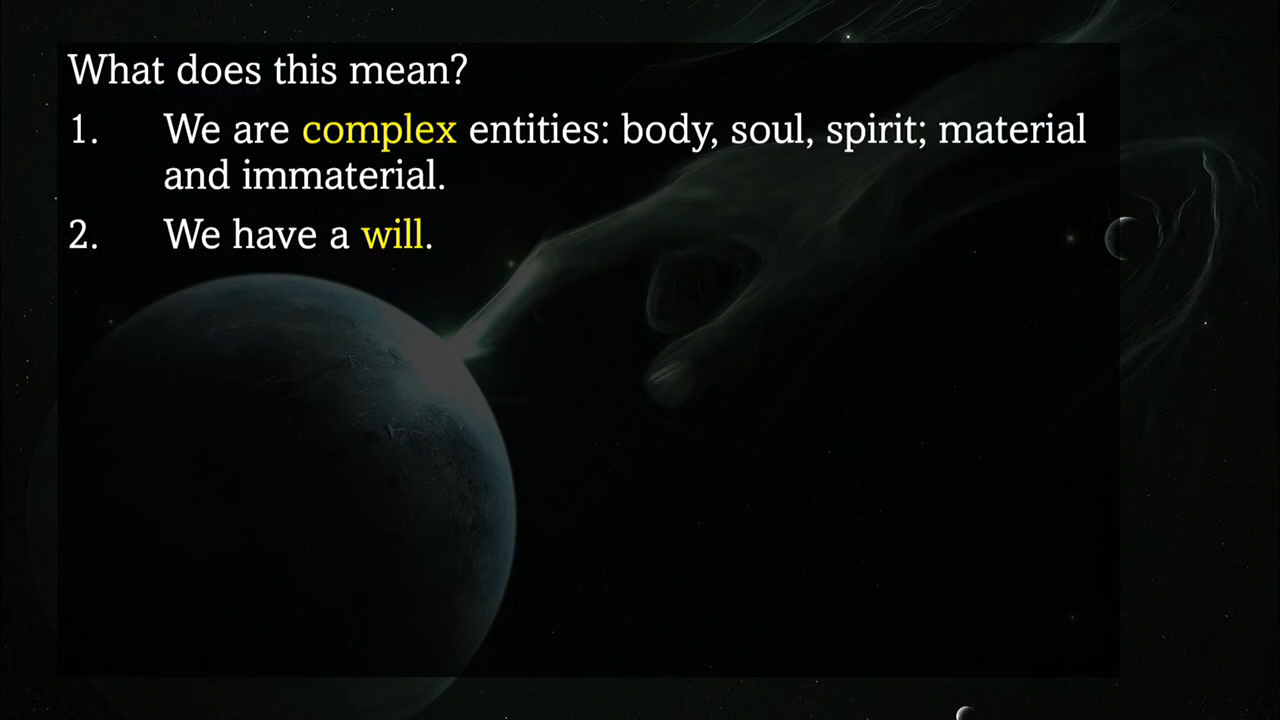 What does this mean?
1. We are complex entities: body, soul, spirit; material
and immaterial.
2. We have a will.